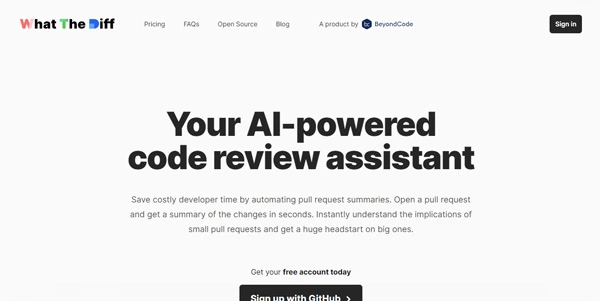 What The Diff
Pricing FAQs Open Source Blog A product by BeyondCode Sign in
Your AI-powered
code review assistant
Save costly developer time by automating pull request summaries. Open a pull request
and get a summary of the changes in seconds. Instantly understand the implications of
small pull requests and get a huge headstart on big ones.
Get your free account today
Sign up with GitHub